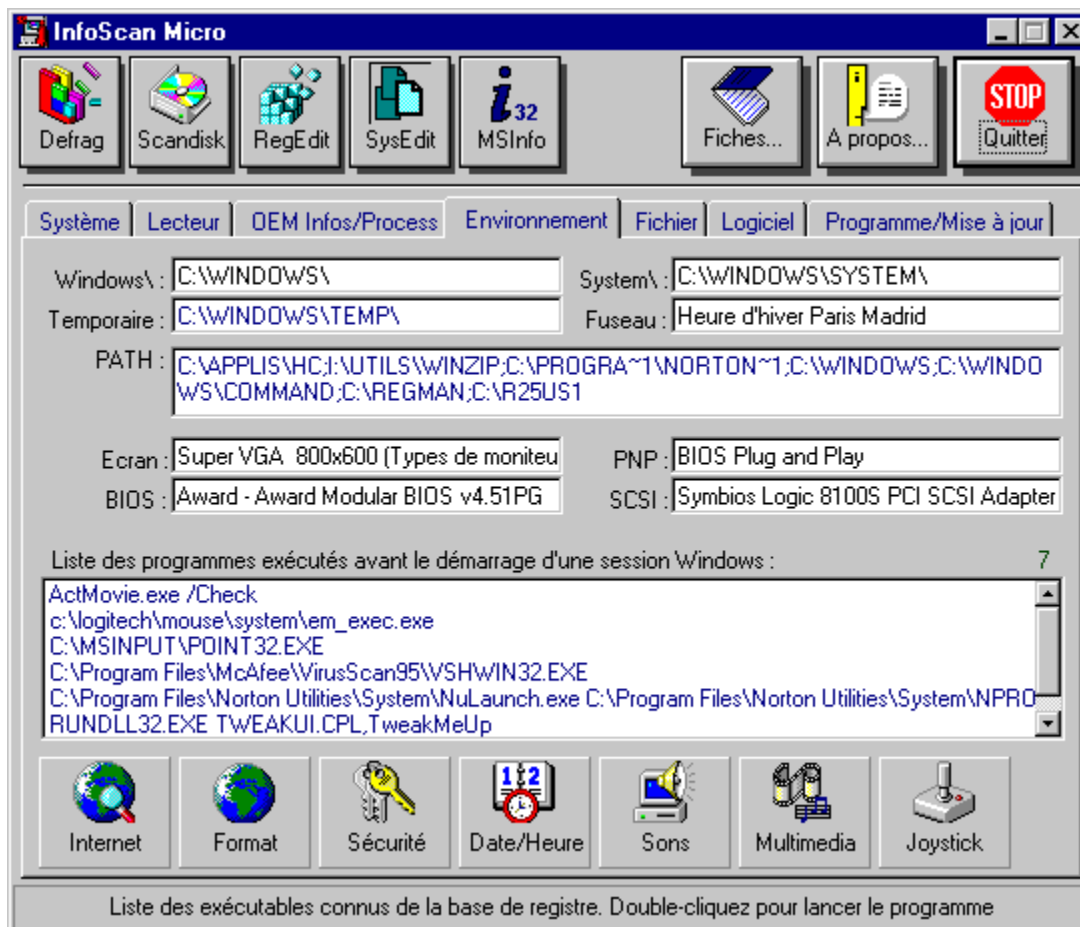 InfoScan Micro
Defrag
Scandisk
RegEdit
SysEdit
32
MSInfo
Fiches...
A propos...
STOP
Quitter
Système
Lecteur
OEM Infos/Process
Environnement
Fichier
Logiciel
Programme/Mise à jour
Windows\ : C:\WINDOWS\
System\ : C:\WINDOWS\SYSTEM\
Temporaire : C:\WINDOWS\TEMP\
Fuseau : Heure d'hiver Paris Madrid
PATH : C:\APPLIS\HC;I:\UTILS\WINZIP;C:\PROGRA~1\NORTON~1;C:\WINDOWS;C:\WINDO
WS\COMMAND;C:\REGMAN;C:\R25US1
Ecran : Super VGA 800x600 (Types de moniteu
PNP : BIOS Plug and Play
BIOS : Award - Award Modular BIOS v4.51PG
SCSI : Symbios Logic 8100S PCI SCSI Adapter
Liste des programmes exécutés avant le démarrage d'une session Windows : 7
ActMovie.exe /Check
c:\logitech\mouse\system\em_exec.exe
C:\MSINPUT\POINT32.EXE
C:\Program Files\McAfee\VirusScan95\VSHWIN32.EXE
C:\Program Files\Norton Utilities\System\NuLaunch.exe C:\Program Files\Norton Utilities\System\NPRO
RUNDLL32.EXE TWEAKUI.CPL,TweakMeUp
Internet
Format
Sécurité
1 2
Date/Heure
Sons
Multimedia
Joystick
Liste des exécutables connus de la base de registre. Double-cliquez pour lancer le programme